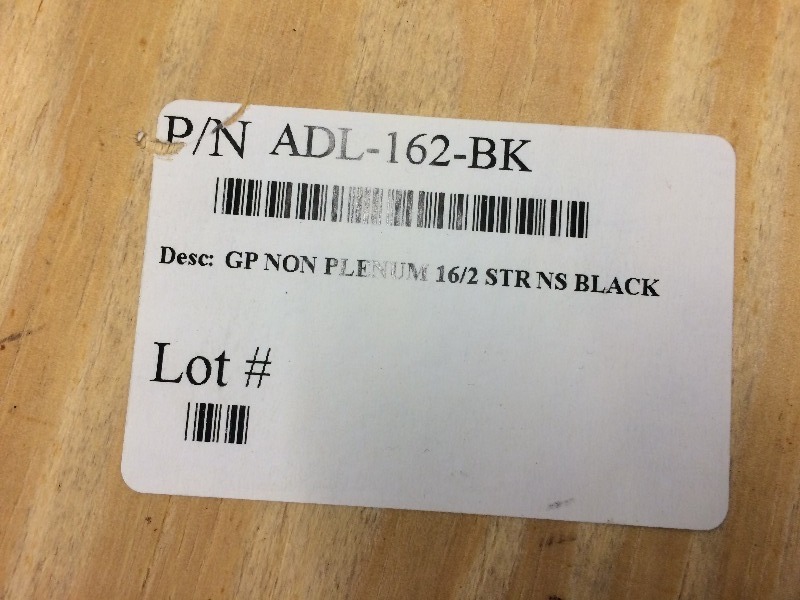 P/N ADL-162-BK
Desc: GP NON PLENUM 16/2 STR NS BLACK
Lot #